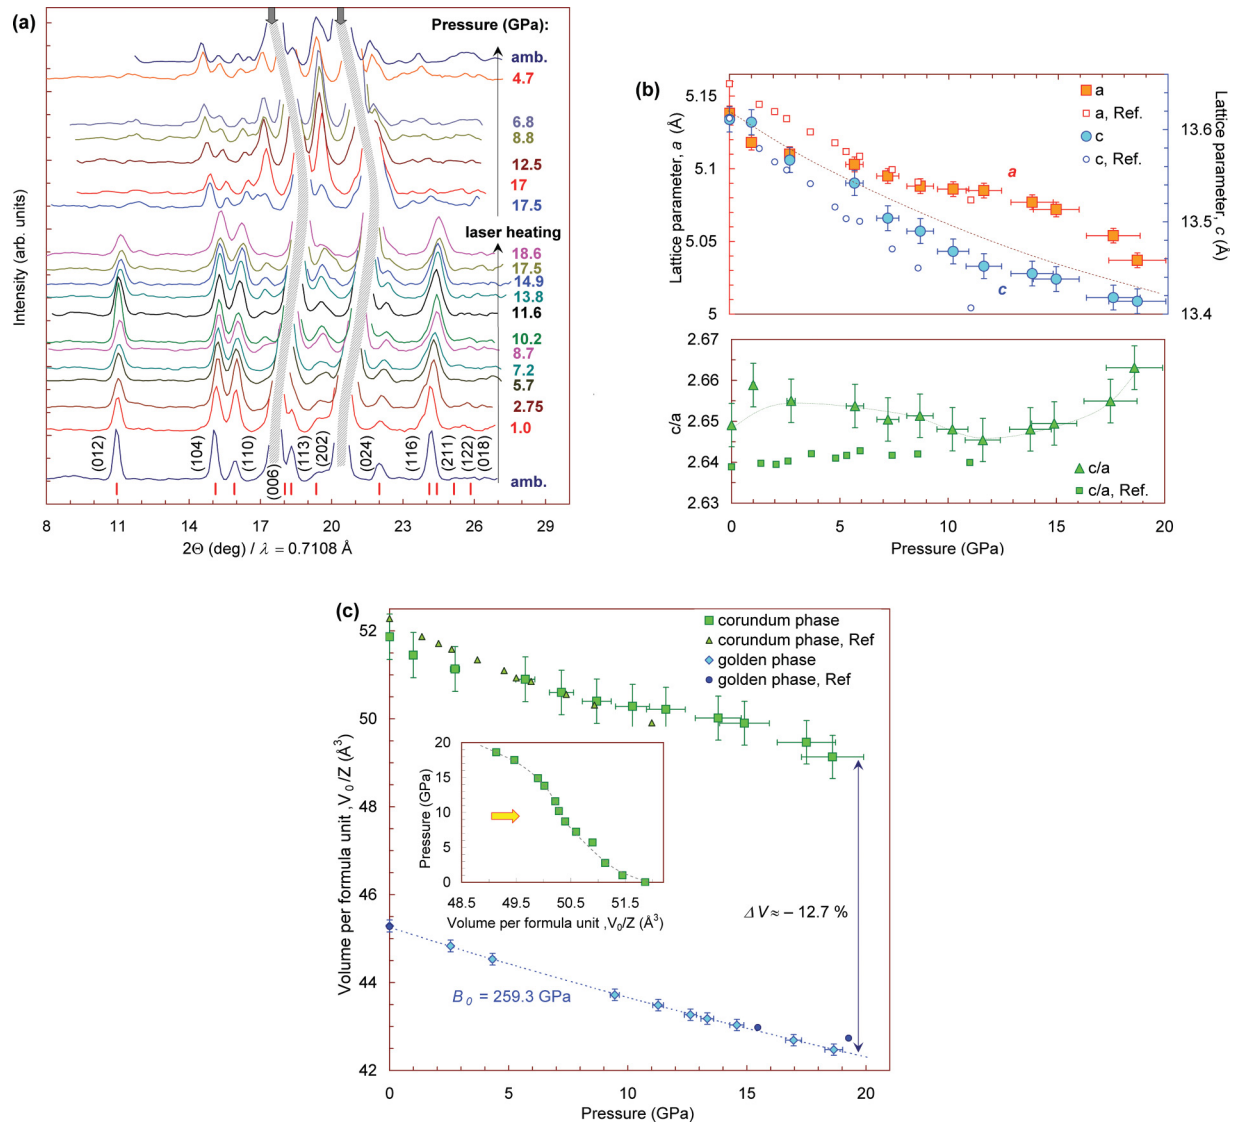 (a)
Pressure (GPa):
amb.
4.7
6.8
8.8
12.5
17
17.5
laser heating
18.6
17.5
14.9
13.8
11.6
10.2
8.7
7.2
5.7
2.75
1.0
amb.
(012)
(104)
(110)
(006)
(113)
(202)
(024)
(116)
(211)
(122)
(018)
Intensity (arb. units)
8 11 14 17 20 23 26 29
2Θ (deg) / λ = 0.7108 Å
(b)
a
a, Ref.
c
c, Ref.
5.15
5.1
5.05
5
Lattice parameter, a (Å)
13.6
13.5
13.4
Lattice parameter, c (Å)
a
c
2.67
2.66
2.65
2.64
2.63
c/a
c/a
c/a, Ref.
0 5 10 15 20
Pressure (GPa)
(c)
corundum phase
corundum phase, Ref
golden phase
golden phase, Ref
52
50
48
46
44
42
Volume per formula unit ,V0/Z (Å3)
20
15
10
5
0
Pressure (GPa)
48.5 49.5 50.5 51.5
Volume per formula unit ,V0/Z (Å3)
Δ V ≈ – 12.7 %
B0 = 259.3 GPa
0 5 10 15 20
Pressure (GPa)